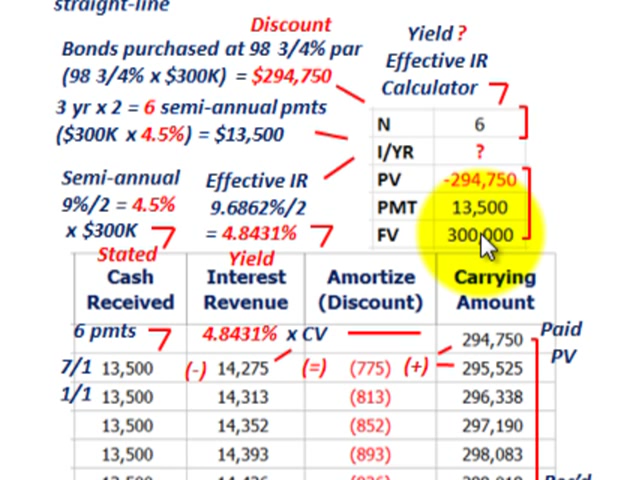 straight-line
Discount
Bonds purchased at 98 3/4% par
(98 3/4% x $300K) = $294,750
3 yr x 2 = 6 semi-annual pmts
($300K x 4.5%) = $13,500
Yield ?
Effective IR
Calculator
N 6
I/YR ?
PV -294,750
PMT 13,500
FV 300,000
Semi-annual
9%/2 = 4.5%
x $300K
Stated
Effective IR
9.6862%/2
= 4.8431%
Yield
Cash Received Interest Revenue Amortize (Discount) Carrying Amount
6 pmts 4.8431% x CV 294,750 Paid PV
7/1 13,500 (-) 14,275 (=) (775) (+) 295,525
1/1 13,500 14,313 (813) 296,338
13,500 14,352 (852) 297,190
13,500 14,393 (893) 298,083